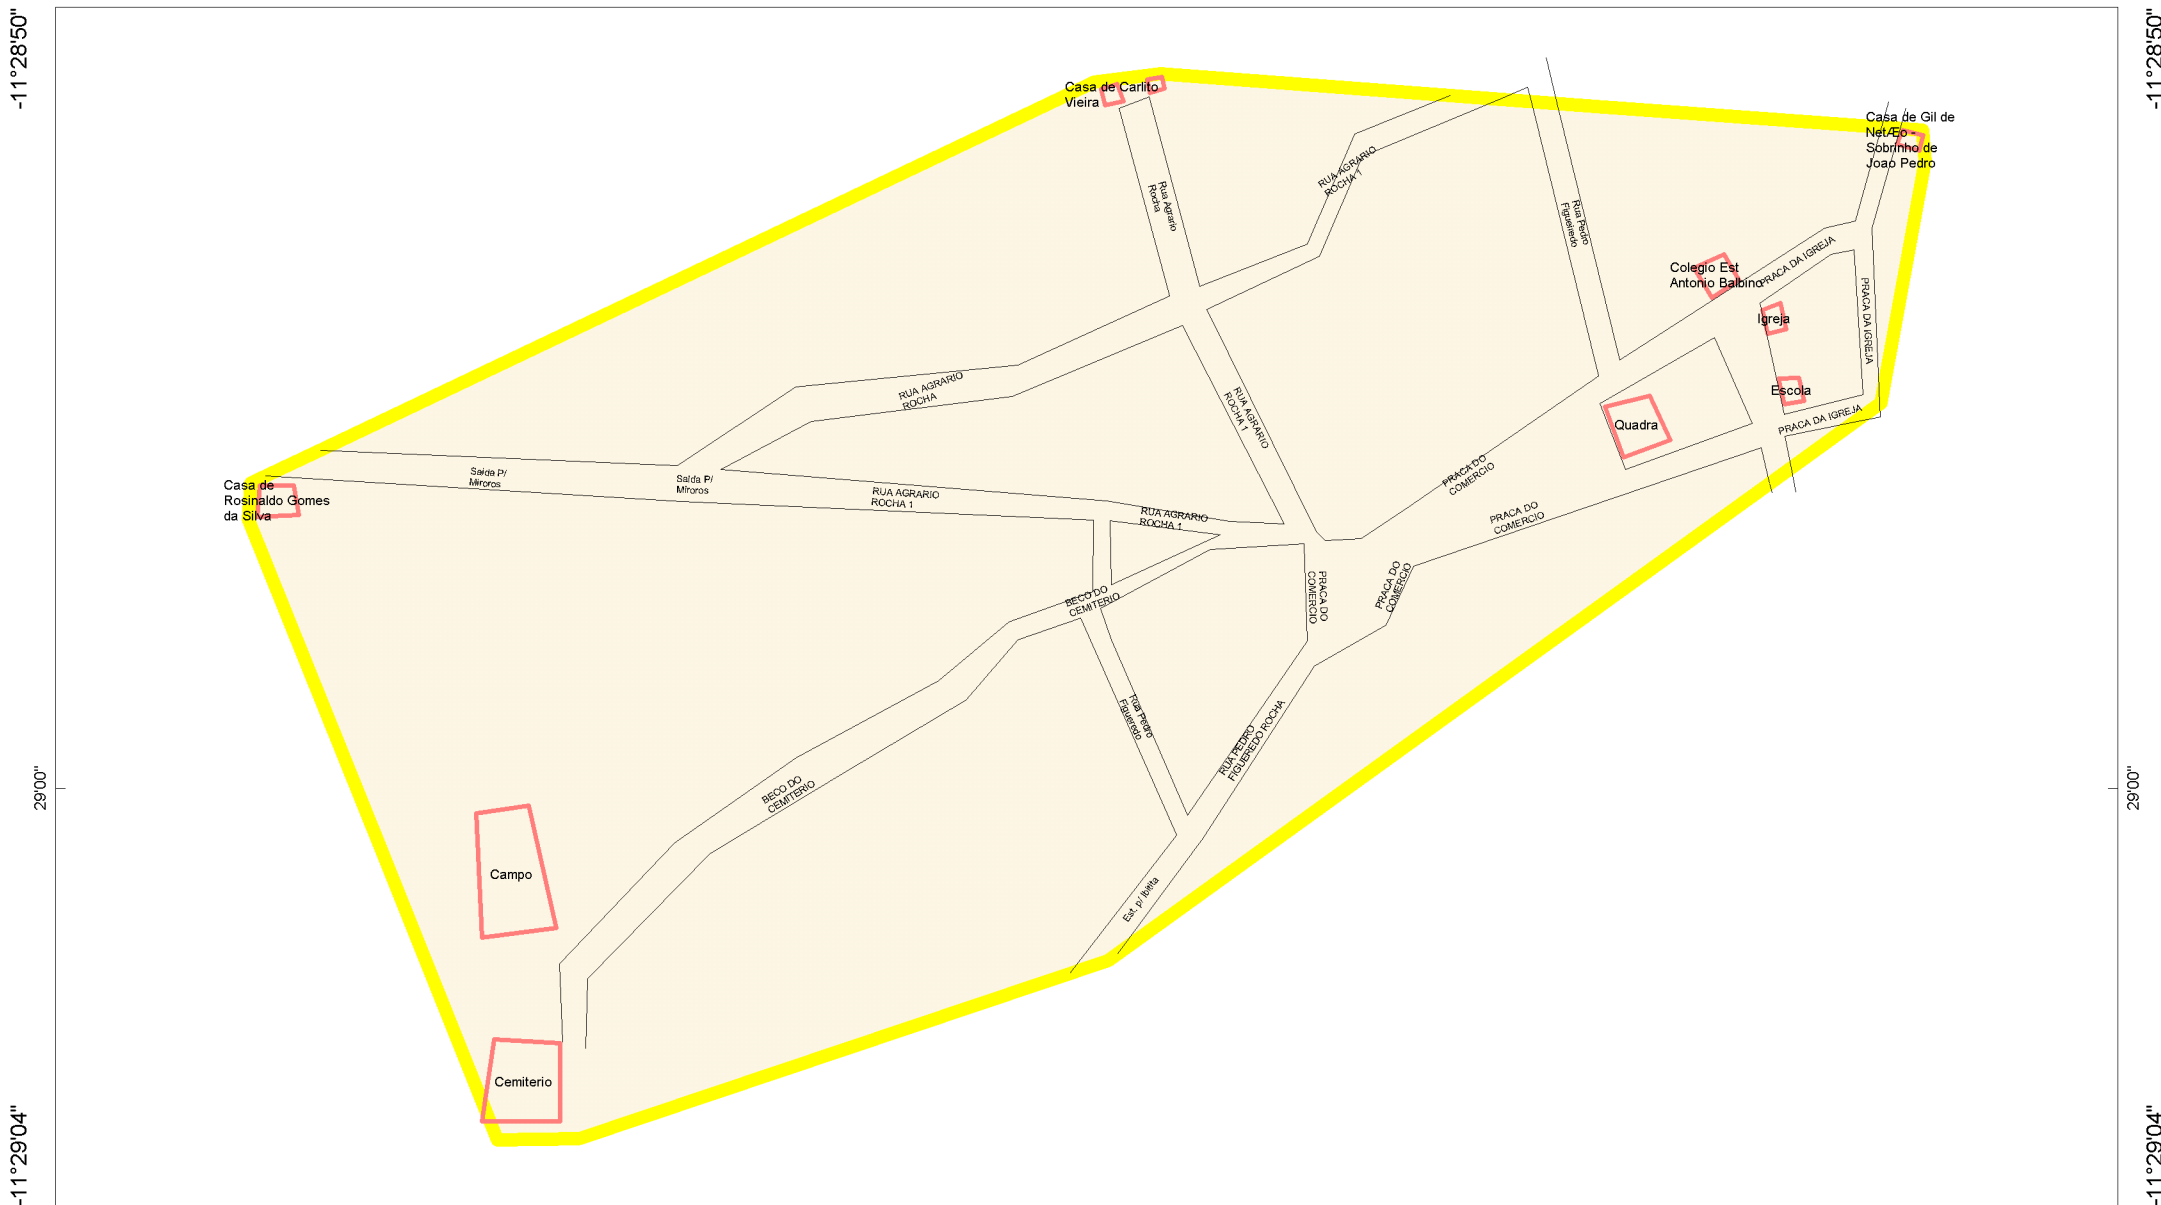 -11°28'50"
-11°28'50"
Casa de Carlito
Vieira
Casa de Gil de
NetÆo -
Sobrinho de
Joao Pedro
RUA AGRARIO
ROCHA 1
Rua Agrario
Rocha
Rua Pedro
Figueiredo
PRACA DA IGREJA
Colegio Est
Antonio Balbino
PRACA DA IGREJA
Igreja
RUA AGRARIO
ROCHA
RUA AGRARIO
ROCHA 1
Escola
PRACA DA IGREJA
Quadra
Saida P/
Miroros
Saida P/
Miroros
PRACA DO
COMERCIO
Casa de
Rosinaldo Gomes
da Silva
RUA AGRARIO
ROCHA 1
RUA AGRARIO
ROCHA 1
PRACA DO
COMERCIO
BECO DO
CEMITERIO
PRACA DO
COMERCIO
PRACA DO
COMERCIO
Rua Pedro
Figueredo
RUA PEDRO
FIGUEREDO ROCHA
29'00"
29'00"
BECO DO
CEMITERIO
Campo
Est. p/ Ibitita
Cemiterio
-11°29'04"
-11°29'04"